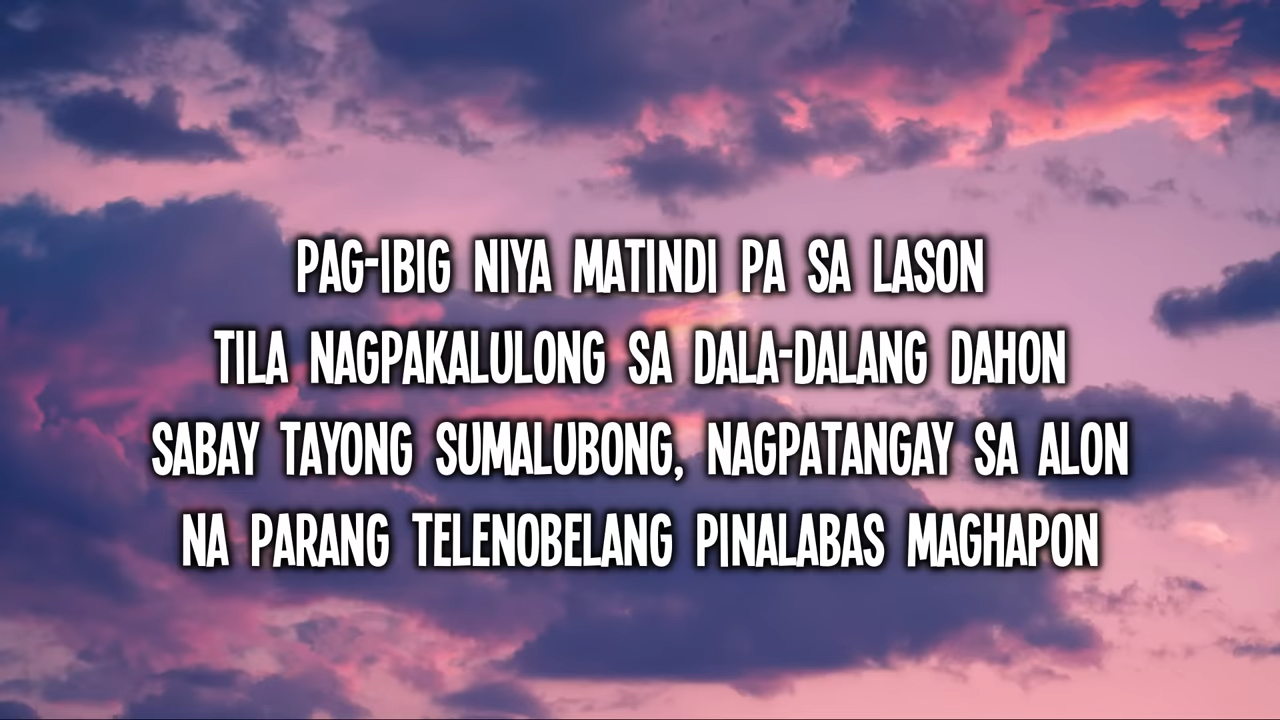 PAG-IBIG NIYA MATINDI PA SA LASON
TILA NAGPAKALULONG SA DALA-DALANG DAHON
SABAY TAYONG SUMALUBONG, NAGPATANGAY SA ALON
NA PARANG TELENOBELANG PINALABAS MAGHAPON